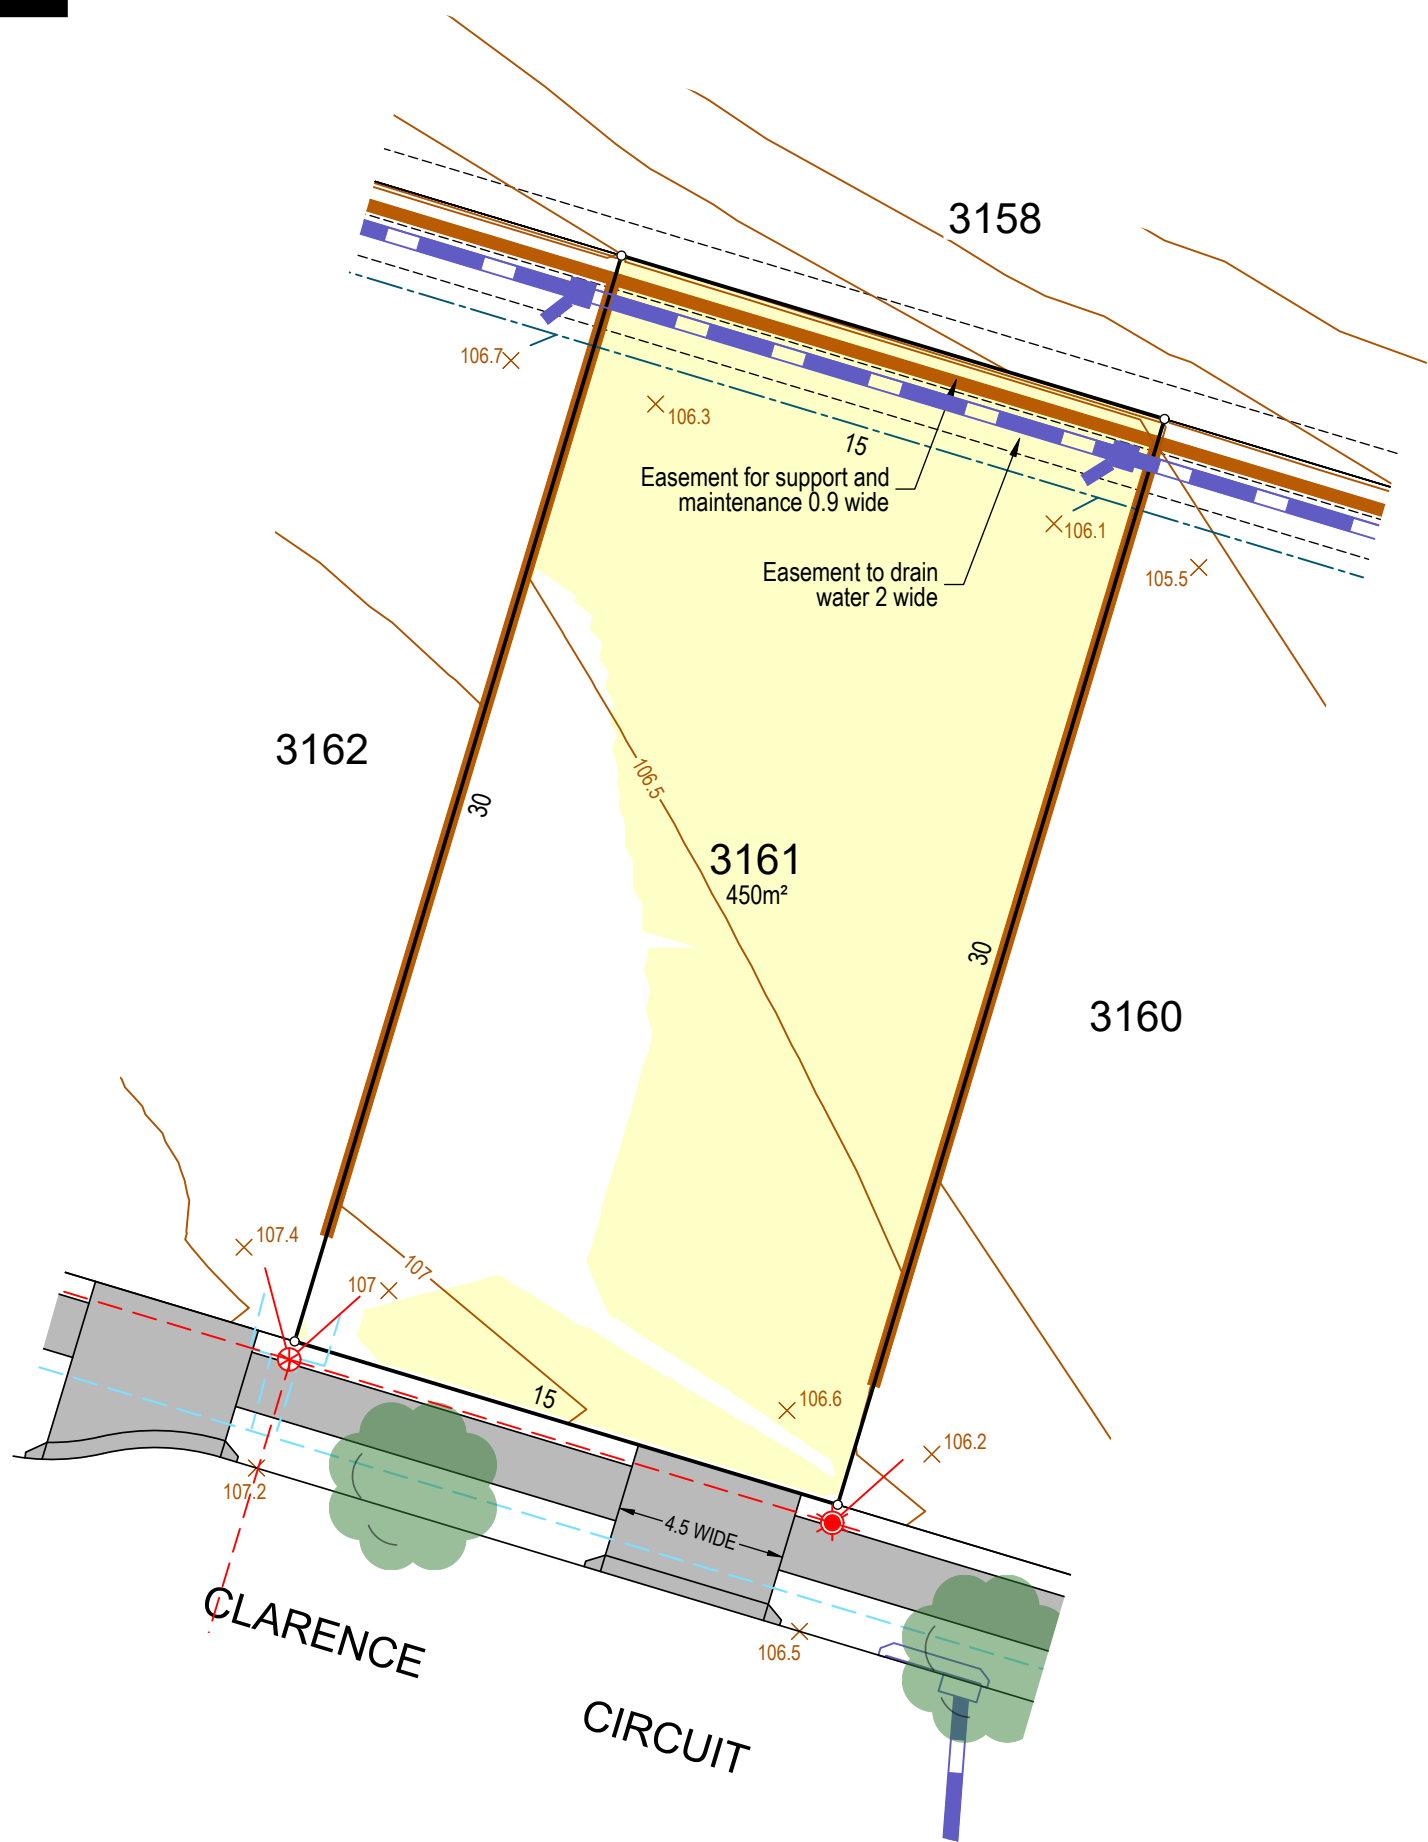 3158
106.7
106.3
15
Easement for support and
maintenance 0.9 wide
106.1
105.5
Easement to drain
water 2 wide
3162
106.5
30
3161
450m²
30
3160
107.4
107
107
15
106.6
106.2
107.2
4.5 WIDE
106.5
CLARENCE
CIRCUIT